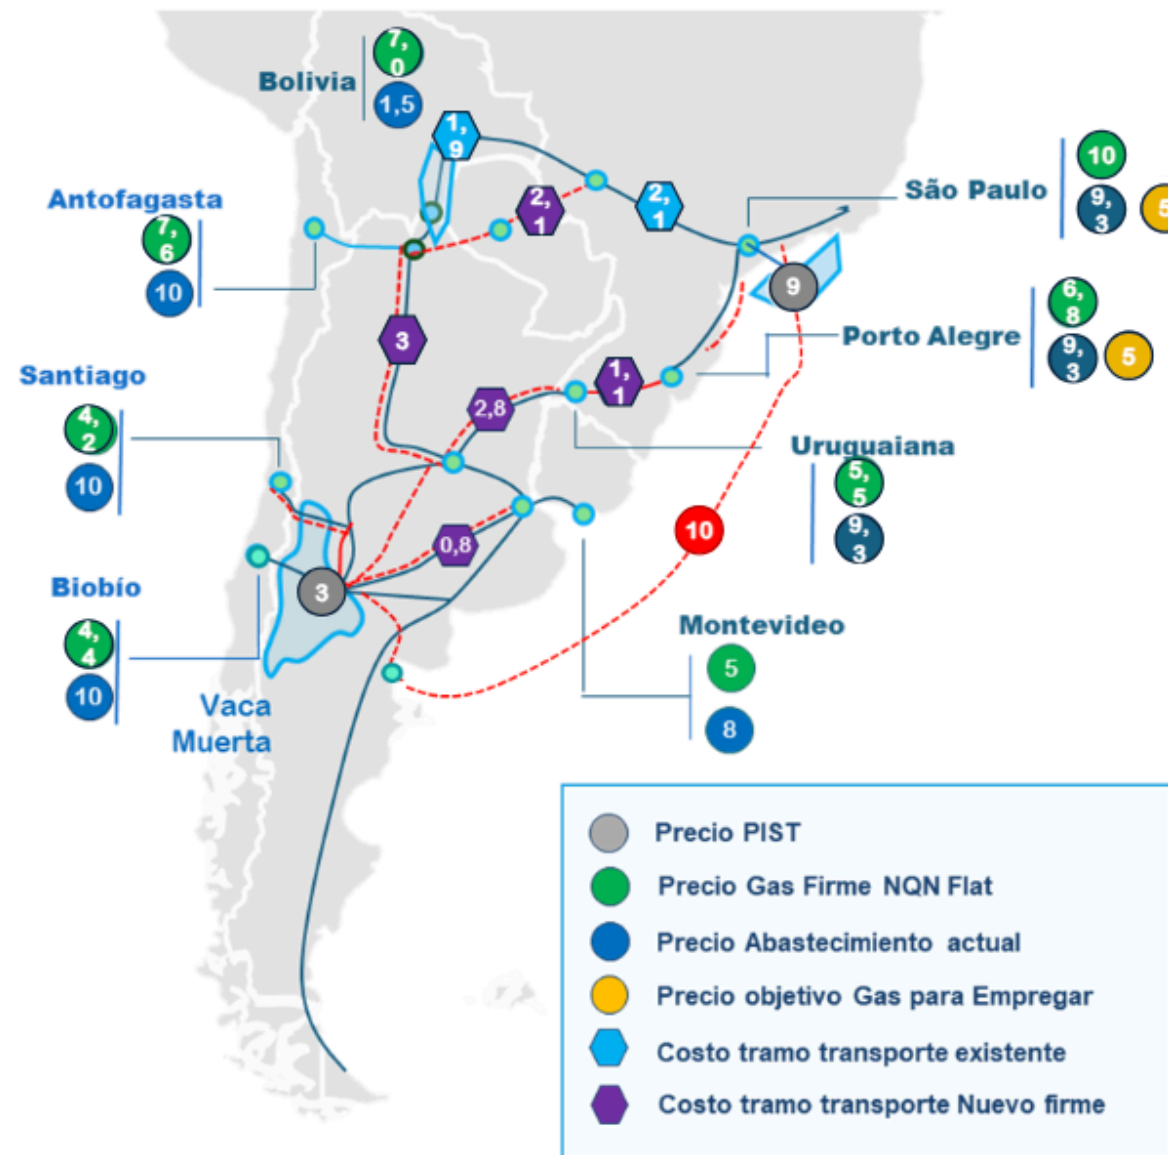 7,
0
Bolivia
1,5
1,
9
10
Antofagasta
2,
1
2,
1
São Paulo
9,
3
5
7,
6
10
9
6,
8
3
Porto Alegre
9,
3
5
Santiago
1,
1
4,
2
2,8
Uruguaiana
10
5,
5
10
9,
3
0,8
Biobío
3
4,
4
Montevideo
5
10
Vaca
Muerta
8
Precio PIST
Precio Gas Firme NQN Flat
Precio Abastecimiento actual
Precio objetivo Gas para Empregar
Costo tramo transporte existente
Costo tramo transporte Nuevo firme